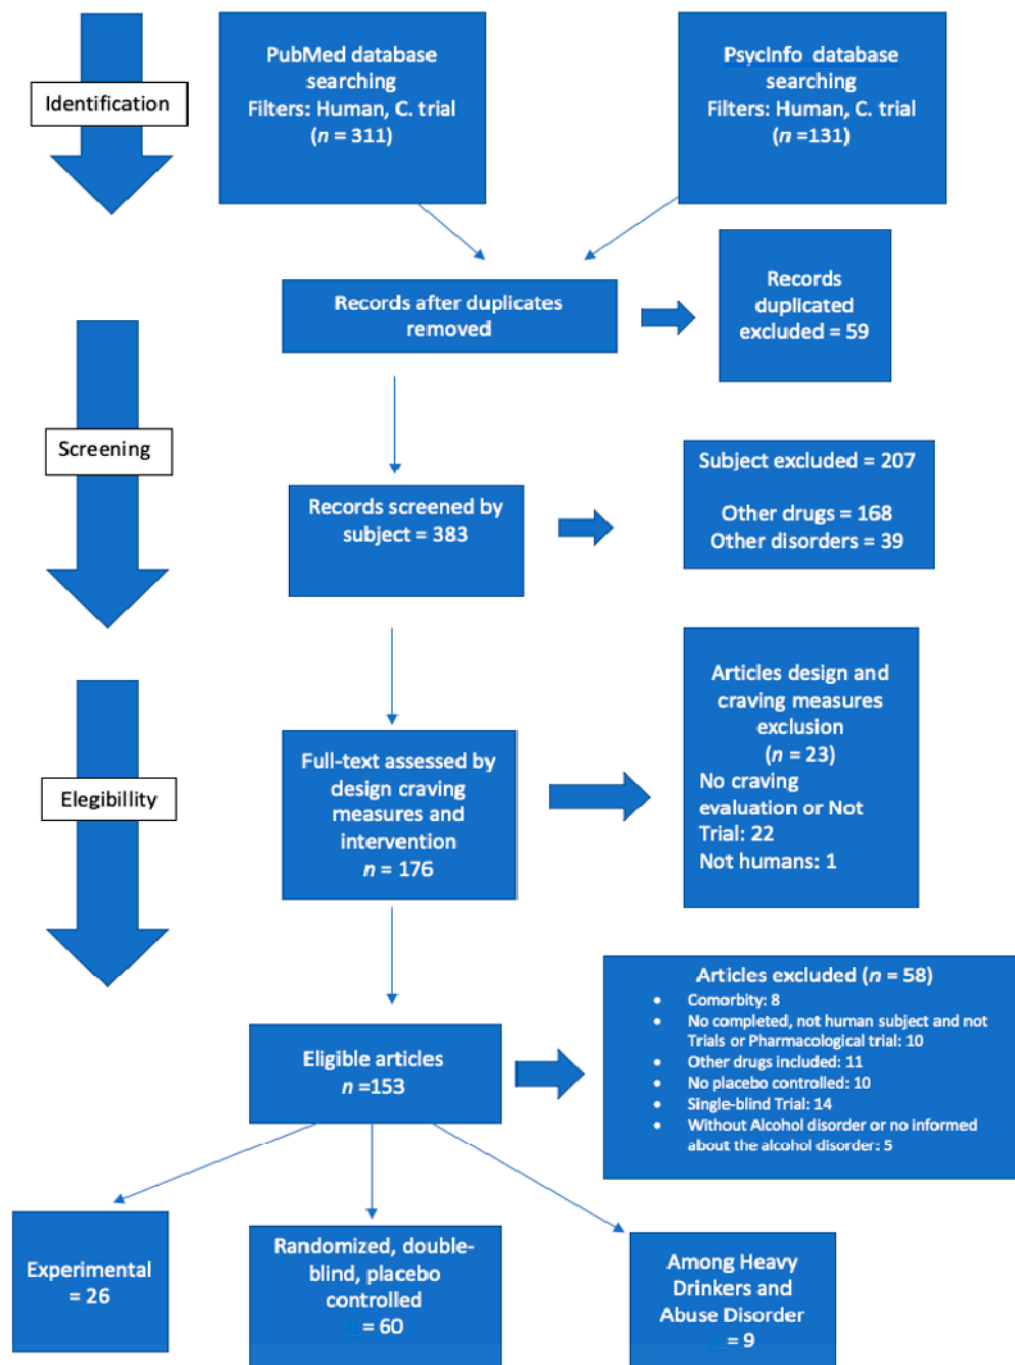 Identification
PubMed database
searching
Filters: Human, C. trial
(n = 311)
PsycInfo database
searching
Filters: Human, C. trial
(n =131)
Records after duplicates
removed
Records
duplicated
excluded = 59
Screening
Records screened by
subject = 383
Subject excluded = 207
Other drugs = 168
Other disorders = 39
Elegibillity
Full-text assessed by
design craving
measures and
intervention
n = 176
Articles design and
craving measures
exclusion
(n = 23)
No craving
evaluation or Not
Trial: 22
Not humans: 1
Eligible articles
n =153
Articles excluded (n = 58)
• Comorbity: 8
• No completed, not human subject and not
Trials or Pharmacological trial: 10
• Other drugs included: 11
• No placebo controlled: 10
• Single-blind Trial: 14
• Without Alcohol disorder or no informed
about the alcohol disorder: 5
Experimental
= 26
Randomized, double-
blind, placebo
controlled
n = 60
Among Heavy
Drinkers and
Abuse Disorder
n = 9